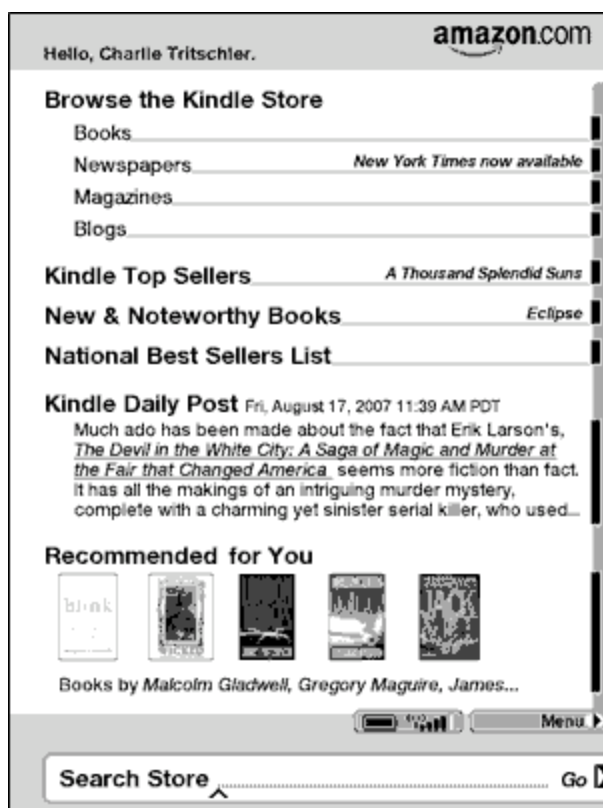 amazon.com
Hello, Charlie Tritschler.
Browse the Kindle Store
Books
Newspapers New York Times now available
Magazines
Blogs
Kindle Top Sellers A Thousand Splendid Suns
New & Noteworthy Books Eclipse
National Best Sellers List
Kindle Daily Post Fri, August 17, 2007 11:39 AM PDT
Much ado has been made about the fact that Erik Larson's,
The Devil in the White City: A Saga of Magic and Murder at
the Fair that Changed America seems more fiction than fact.
It has all the makings of an intriguing murder mystery,
complete with a charming yet sinister serial killer, who used...
Recommended for You
blink
Books by Malcolm Gladwell, Gregory Maguire, James...
Menu
Search Store Go